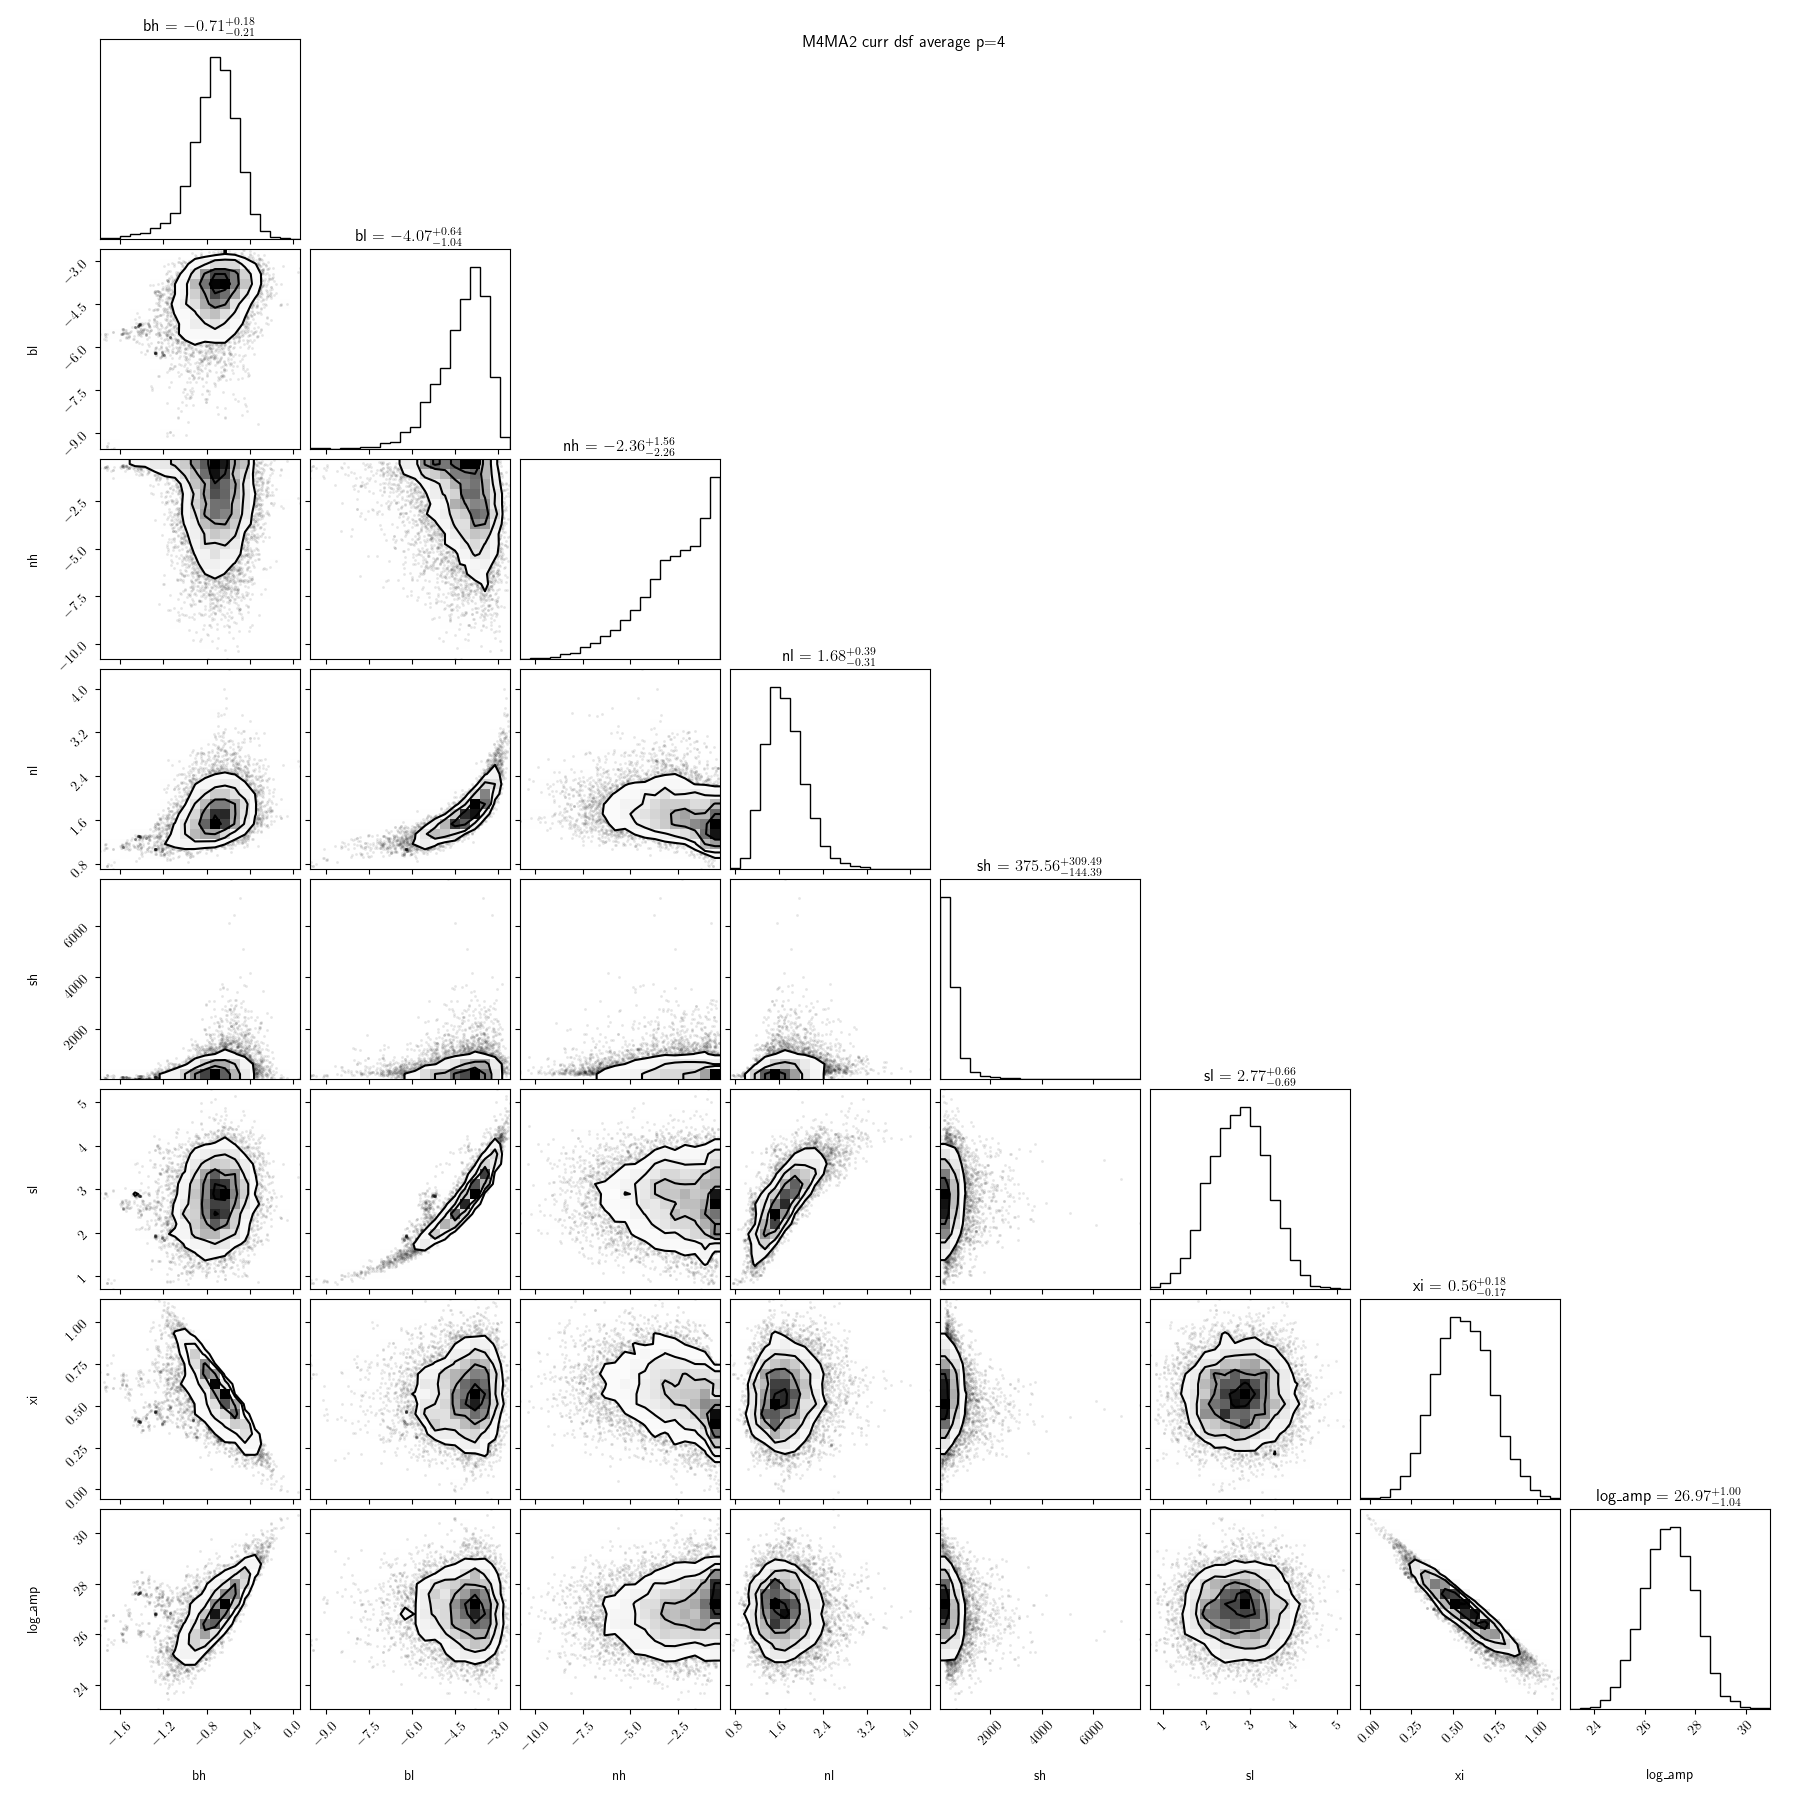 M4MA2 curr dsf average p=4
bh = −0.71+0.18 −0.21
bl = −4.07+0.64 −1.04
−3.0
−4.5
−6.0
−7.5
−9.0
bl
nh = −2.36+1.56 −2.26
−2.5
−5.0
−7.5
−10.0
nh
nl = 1.68+0.39 −0.31
4.0
3.2
2.4
1.6
0.8
nl
sh = 375.56+309.49 −144.39
6000
4000
2000
sh
sl = 2.77+0.66 −0.69
5
4
3
2
1
sl
xi = 0.56+0.18 −0.17
1.00
0.75
0.50
0.25
0.00
xi
log_amp = 26.97+1.00 −1.04
30
28
26
24
log_amp
−1.6 −1.2 −0.8 −0.4 0.0 −9.0 −7.5 −6.0 −4.5 −3.0 −10.0 −7.5 −5.0 −2.5 0.8 1.6 2.4 3.2 4.0 2000 4000 6000 1 2 3 4 5 0.00 0.25 0.50 0.75 1.00 24 26 28 30
bh bl nh nl sh sl xi log_amp